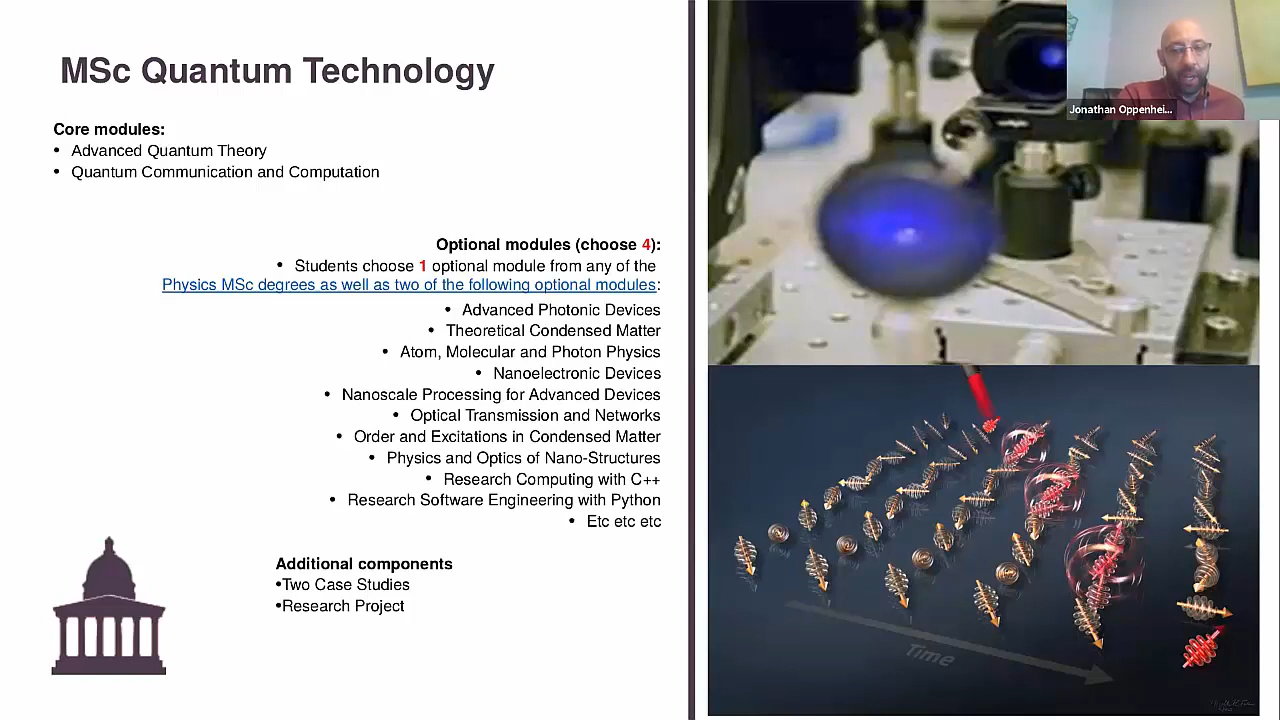 MSc Quantum Technology
Core modules:
• Advanced Quantum Theory
• Quantum Communication and Computation
Optional modules (choose 4):
• Students choose 1 optional module from any of the
Physics MSc degrees as well as two of the following optional modules:
• Advanced Photonic Devices
• Theoretical Condensed Matter
• Atom, Molecular and Photon Physics
• Nanoelectronic Devices
• Nanoscale Processing for Advanced Devices
• Optical Transmission and Networks
• Order and Excitations in Condensed Matter
• Physics and Optics of Nano-Structures
• Research Computing with C++
• Research Software Engineering with Python
• Etc etc etc
Additional components
•Two Case Studies
•Research Project
Jonathan Oppenhei...
Time